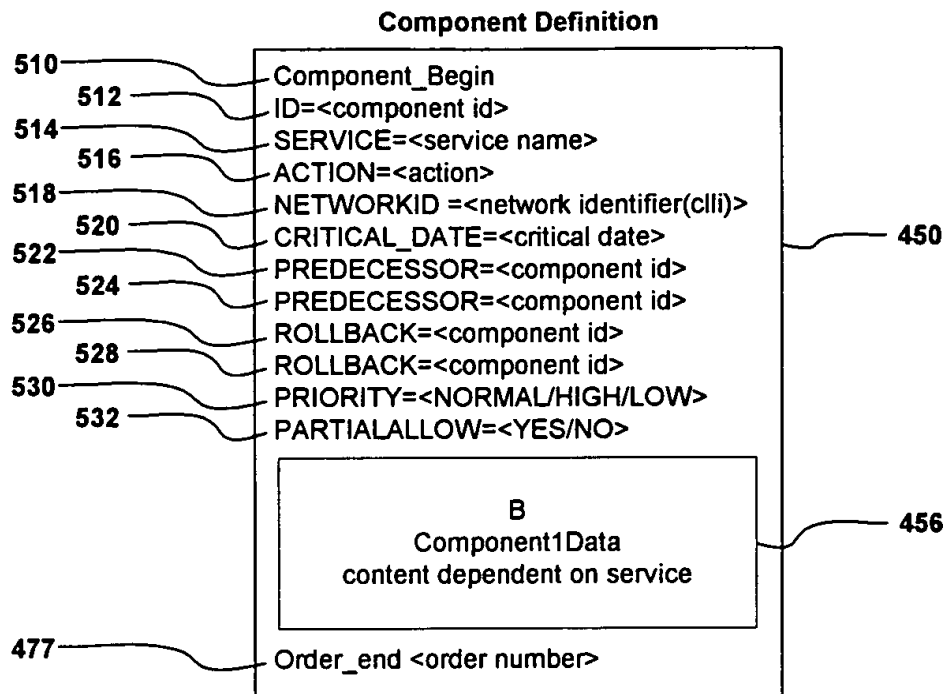 Component Definition
510 Component_Begin
512 ID=<component id>
514 SERVICE=<service name>
516 ACTION=<action>
518 NETWORKID =<network identifier(clli)>
520 CRITICAL_DATE=<critical date>
450
522 PREDECESSOR=<component id>
524 PREDECESSOR=<component id>
526 ROLLBACK=<component id>
528 ROLLBACK=<component id>
530 PRIORITY=<NORMAL/HIGH/LOW>
532 PARTIALALLOW=<YES/NO>
B
Component1Data
456
content dependent on service
477 Order_end <order number>